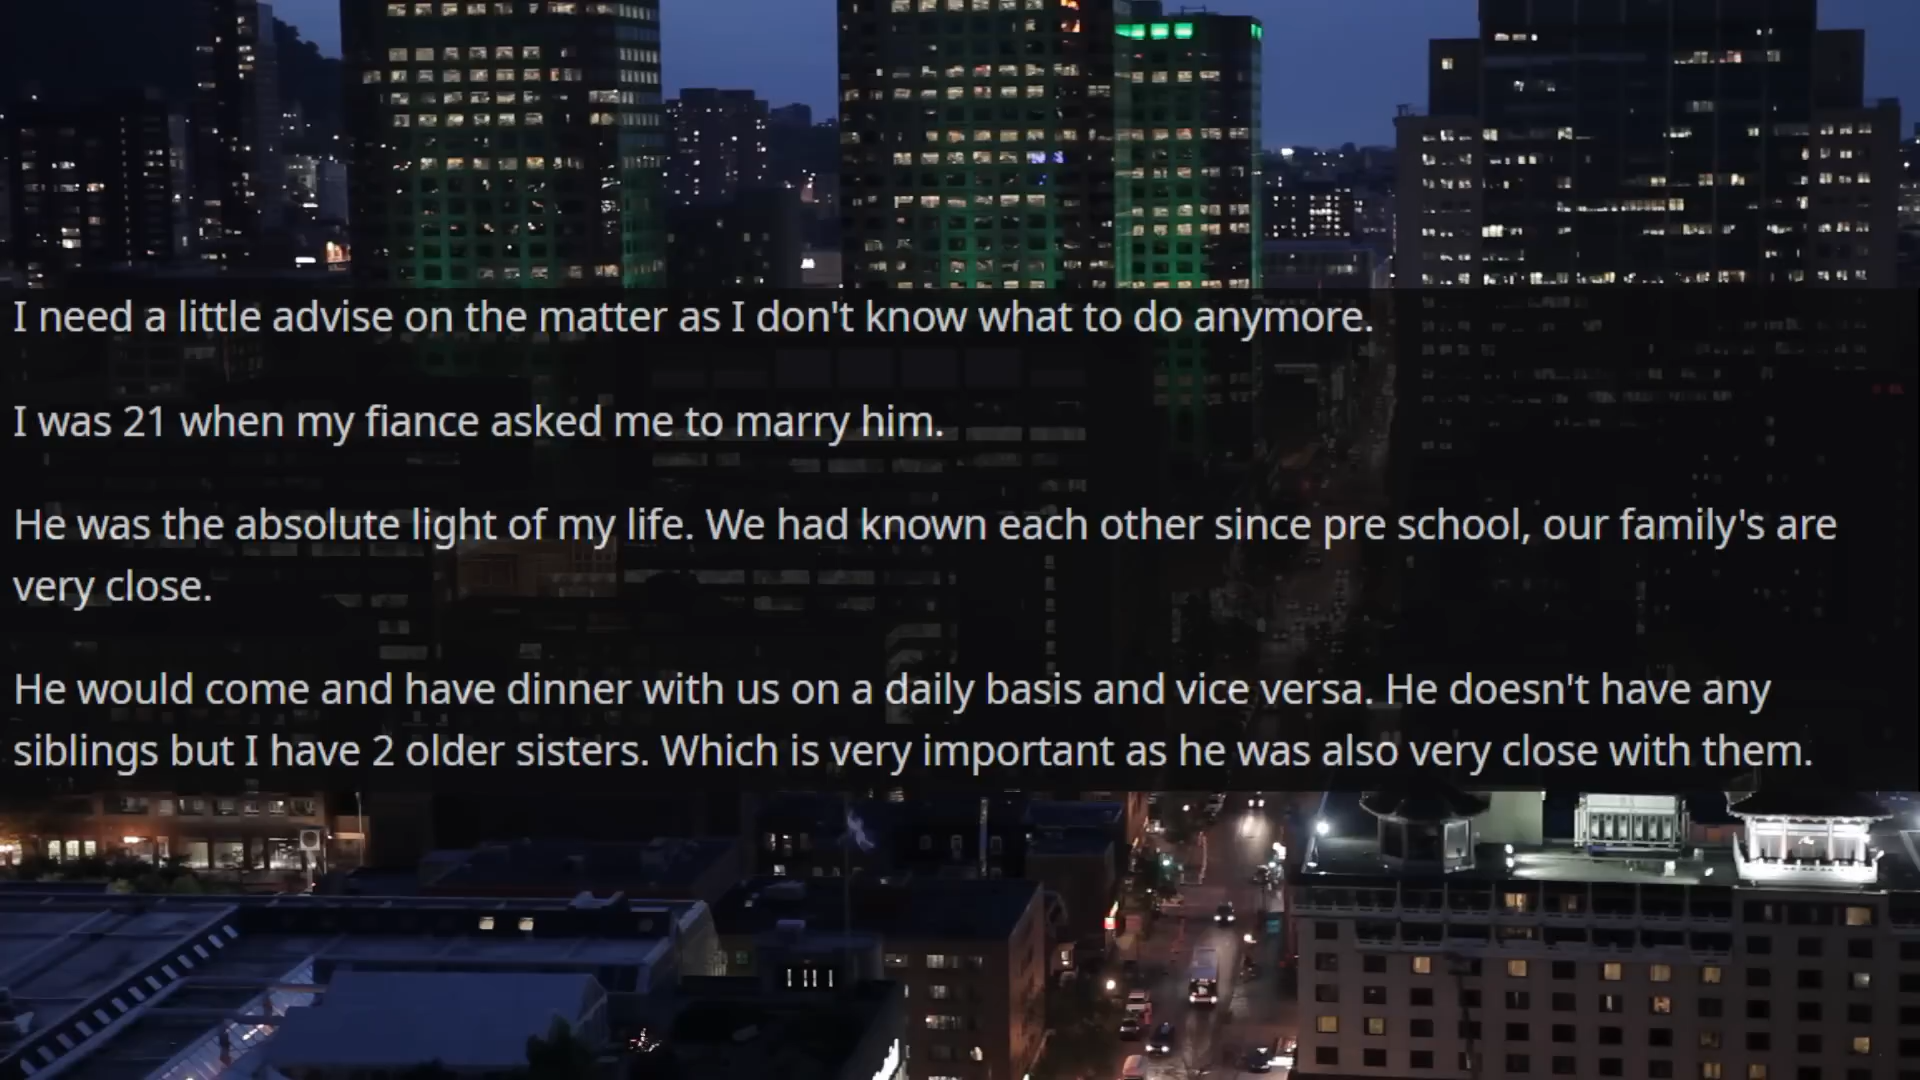 I need a little advise on the matter as I don't know what to do anymore.
I was 21 when my fiance asked me to marry him.
He was the absolute light of my life. We had known each other since pre school, our family's are
very close.
He would come and have dinner with us on a daily basis and vice versa. He doesn't have any
siblings but I have 2 older sisters. Which is very important as he was also very close with them.